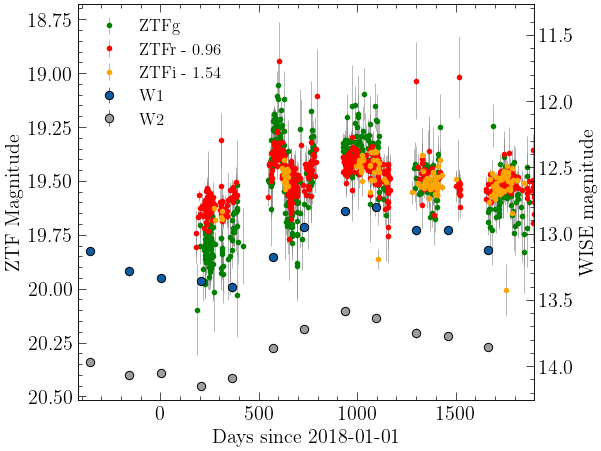 18.75
19.00
19.25
19.50
19.75
20.00
20.25
20.50
ZTF Magnitude
ZTFg
ZTFr - 0.96
ZTFi - 1.54
W1
W2
11.5
12.0
12.5
13.0
13.5
14.0
WISE magnitude
0
500
1000
1500
Days since 2018-01-01